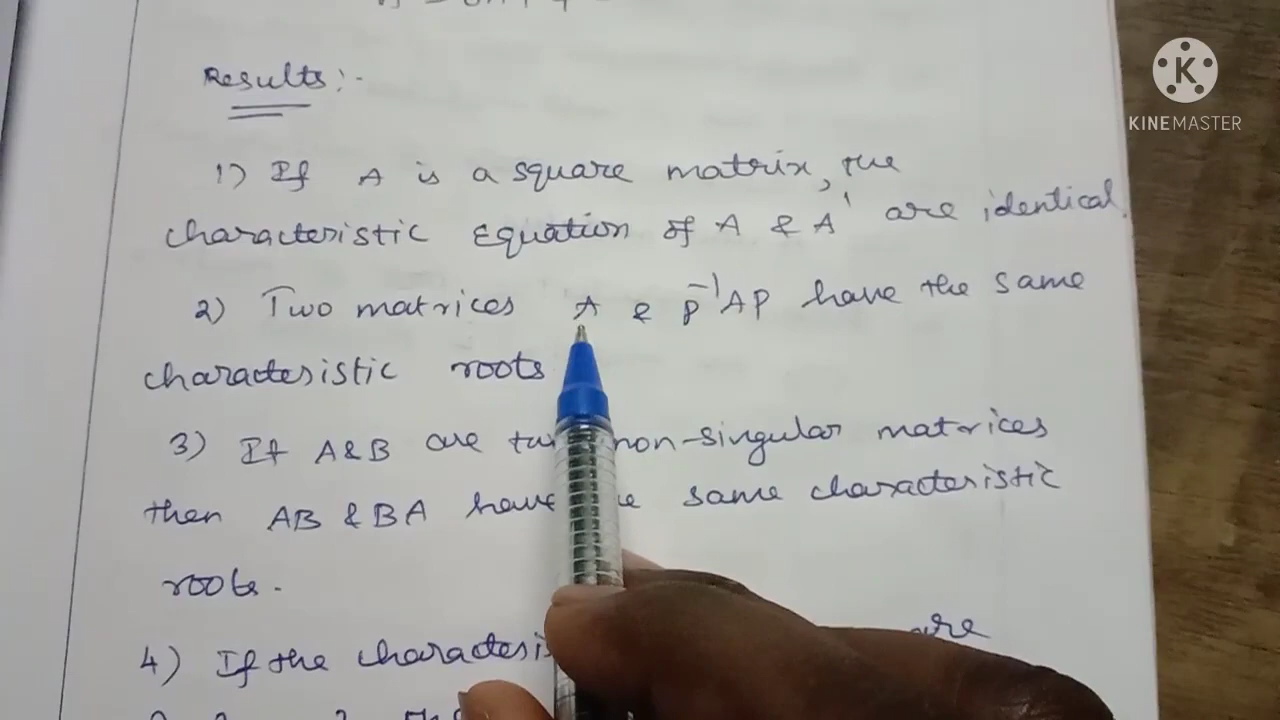 Results:-
1) If A is a square matrix, the
characteristic Equation of A & A' are identical.
2) Two matrices A & P⁻¹AP have the same
characteristic roots
3) If A&B are non-singular matrices
then AB & BA have same characteristic
roots.
4) If the are
K
KINEMASTER